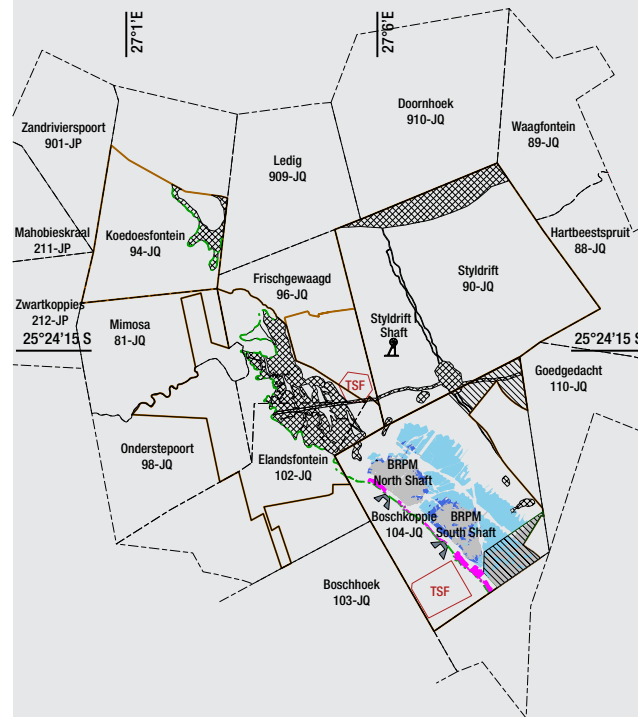 27°1'E
27°6'E
Doornhoek
910-JQ
Zandrivierspoort
901-JP
Waagfontein
89-JQ
Ledig
909-JQ
Mahobieskraal
211-JP
Koedoesfontein
94-JQ
Hartbeestspruit
88-JQ
Frischgewaagd
96-JQ
Styldrift
90-JQ
Zwartkoppies
212-JP
Mimosa
81-JQ
Styldrift
Shaft
25°24'15 S
25°24'15 S
Goedgedacht
110-JQ
TSF
Onderstepoort
98-JQ
Elandsfontein
102-JQ
BRPM
North Shaft
Boschkoppie
104-JQ
BRPM
South Shaft
Boschhoek
103-JQ
TSF